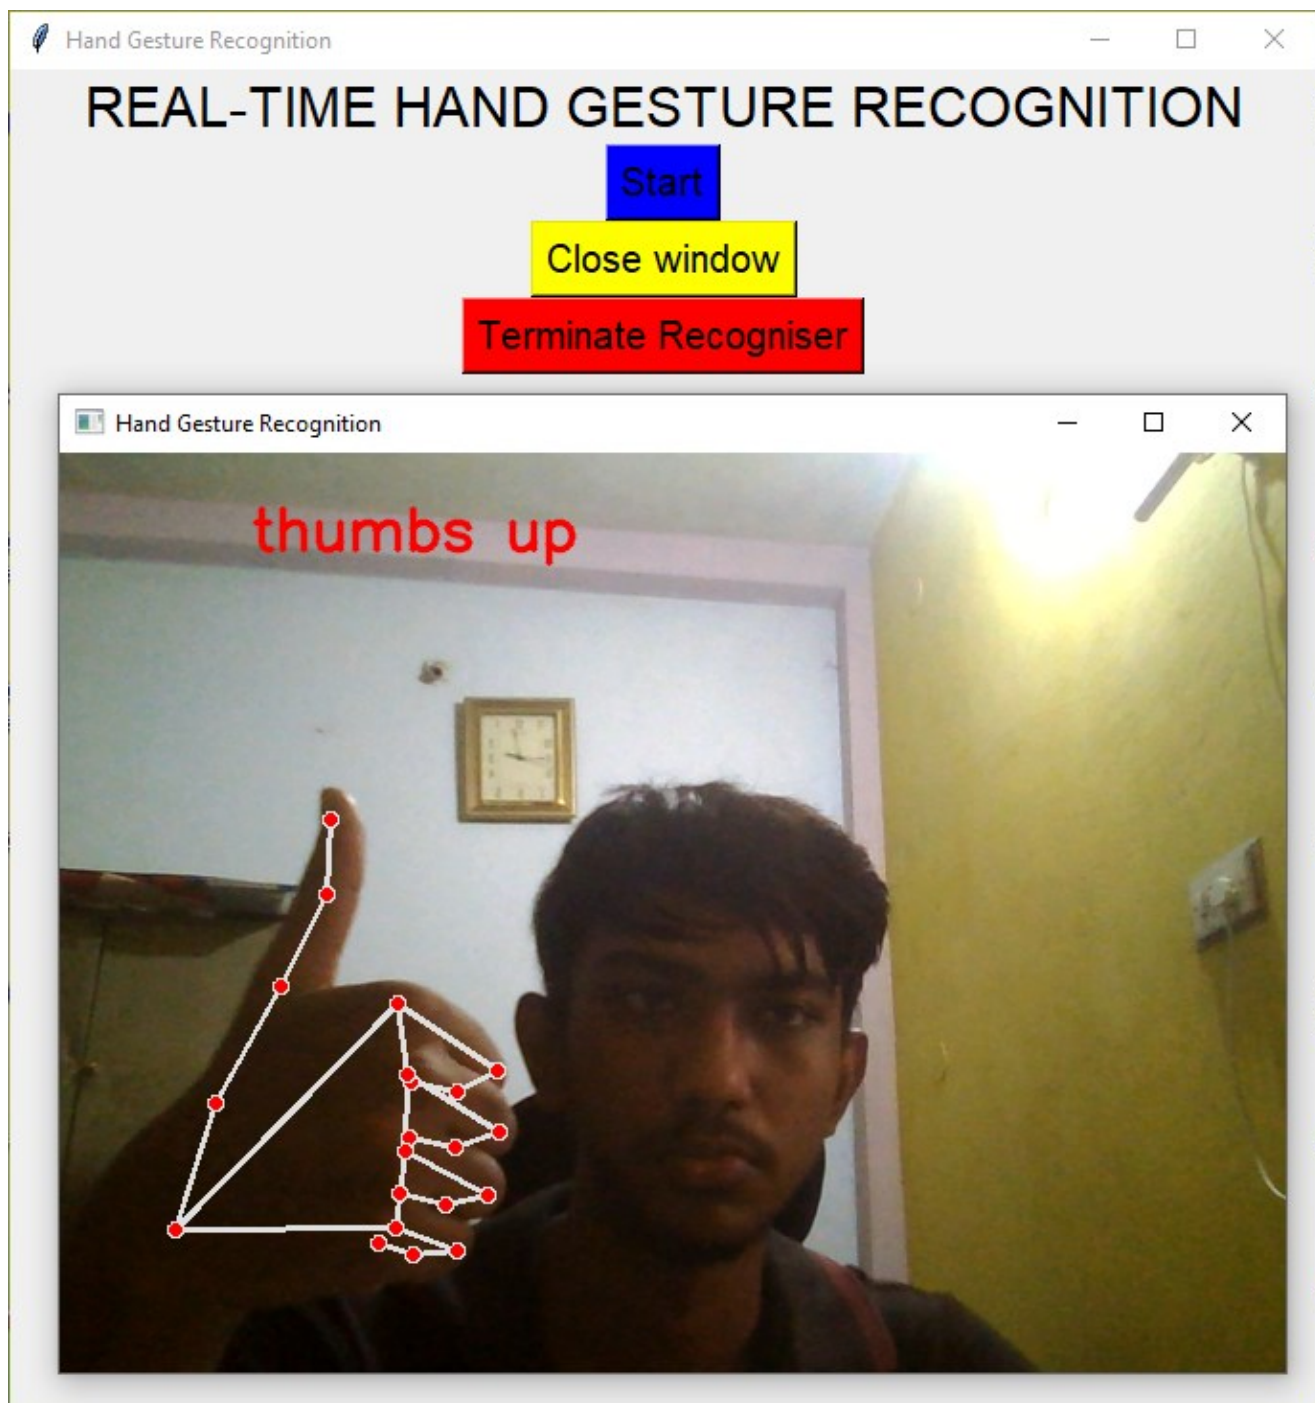 Hand Gesture Recognition
REAL-TIME HAND GESTURE RECOGNITION
Start
Close window
Terminate Recogniser
Hand Gesture Recognition
thumbs up